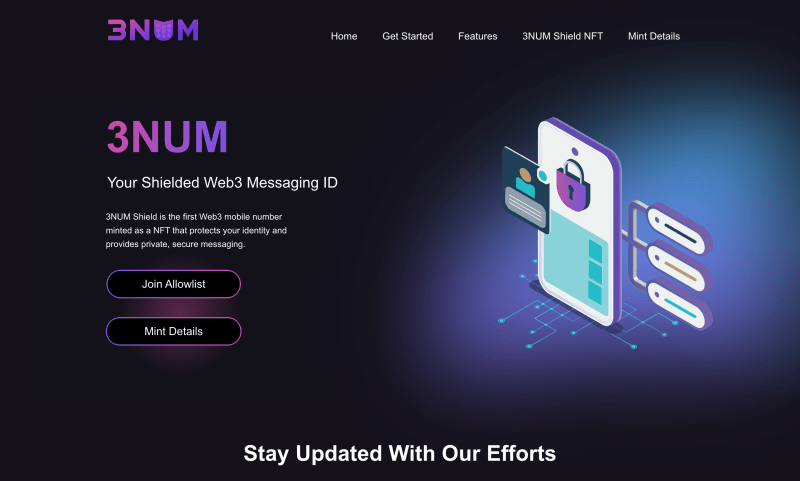 3NUM
Home
Get Started
Features
3NUM Shield NFT
Mint Details
3NUM
Your Shielded Web3 Messaging ID
3NUM Shield is the first Web3 mobile number
minted as a NFT that protects your identity and
provides private, secure messaging.
Join Allowlist
Mint Details
Stay Updated With Our Efforts